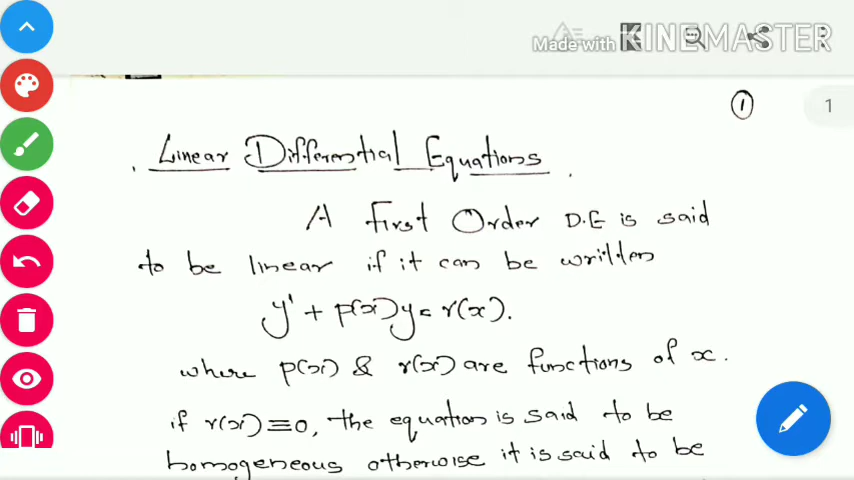 Made with KINEMASTER
①
1
Linear Differential Equations.
A First Order D.E is said
to be linear if it can be written
y' + p(x)y = r(x).
where p(x) & r(x) are functions of x.
if r(x) ≡ 0, the equation is said to be
homogeneous otherwise it is said to be